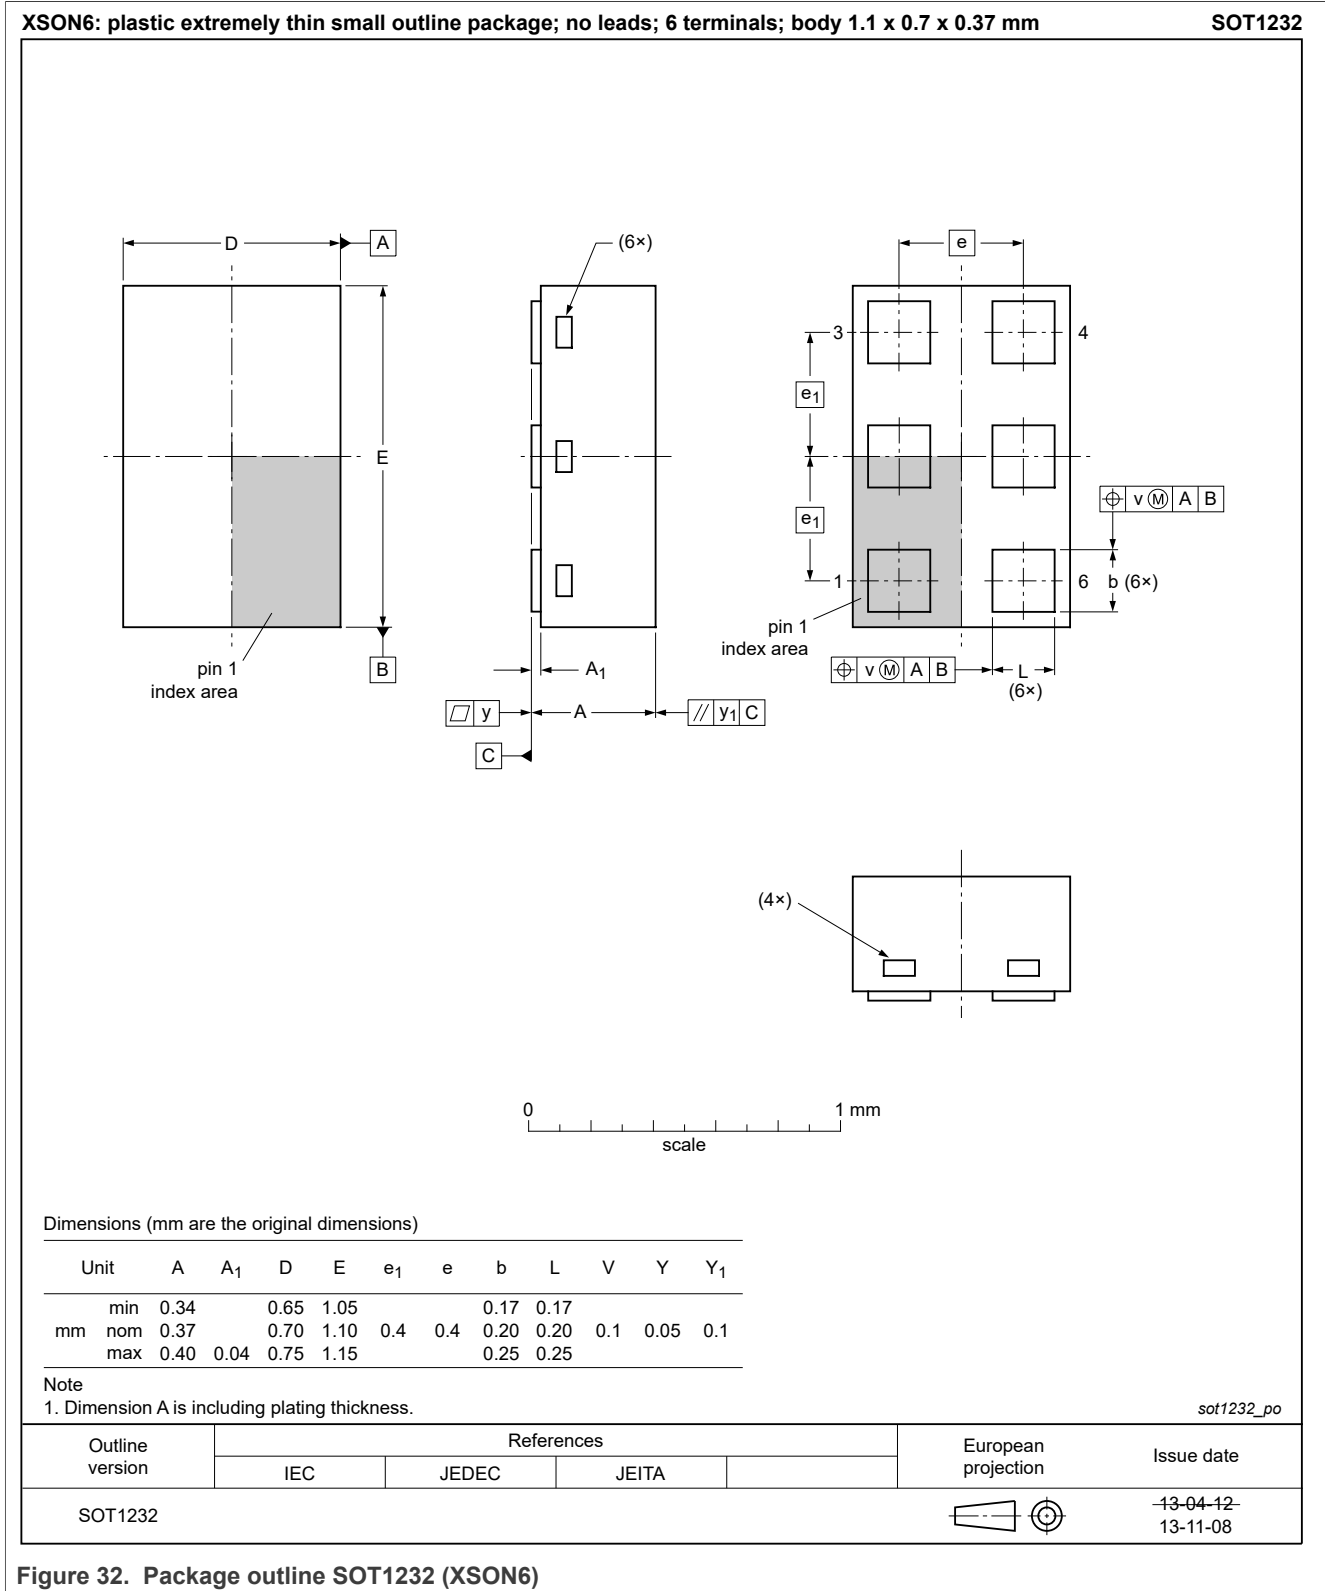 XSON6: plastic extremely thin small outline package; no leads; 6 terminals; body 1.1 x 0.7 x 0.37 mm SOT1232
D A (6×) e
3 4
e1
E
e1
v M A B
1 6 b (6×)
pin 1
index area
pin 1
index area
B
A1
v M A B L
(6×)
y A y1 C
C
(4×)
0 1 mm
scale
Dimensions (mm are the original dimensions)
Unit A A1 D E e1 e b L V Y Y1
min 0.34 0.65 1.05 0.17 0.17
mm nom 0.37 0.70 1.10 0.4 0.4 0.20 0.20 0.1 0.05 0.1
max 0.40 0.04 0.75 1.15 0.25 0.25
Note
1. Dimension A is including plating thickness. sot1232_po
Outline version References European projection Issue date
IEC JEDEC JEITA
SOT1232 13-04-12
13-11-08
Figure 32. Package outline SOT1232 (XSON6)